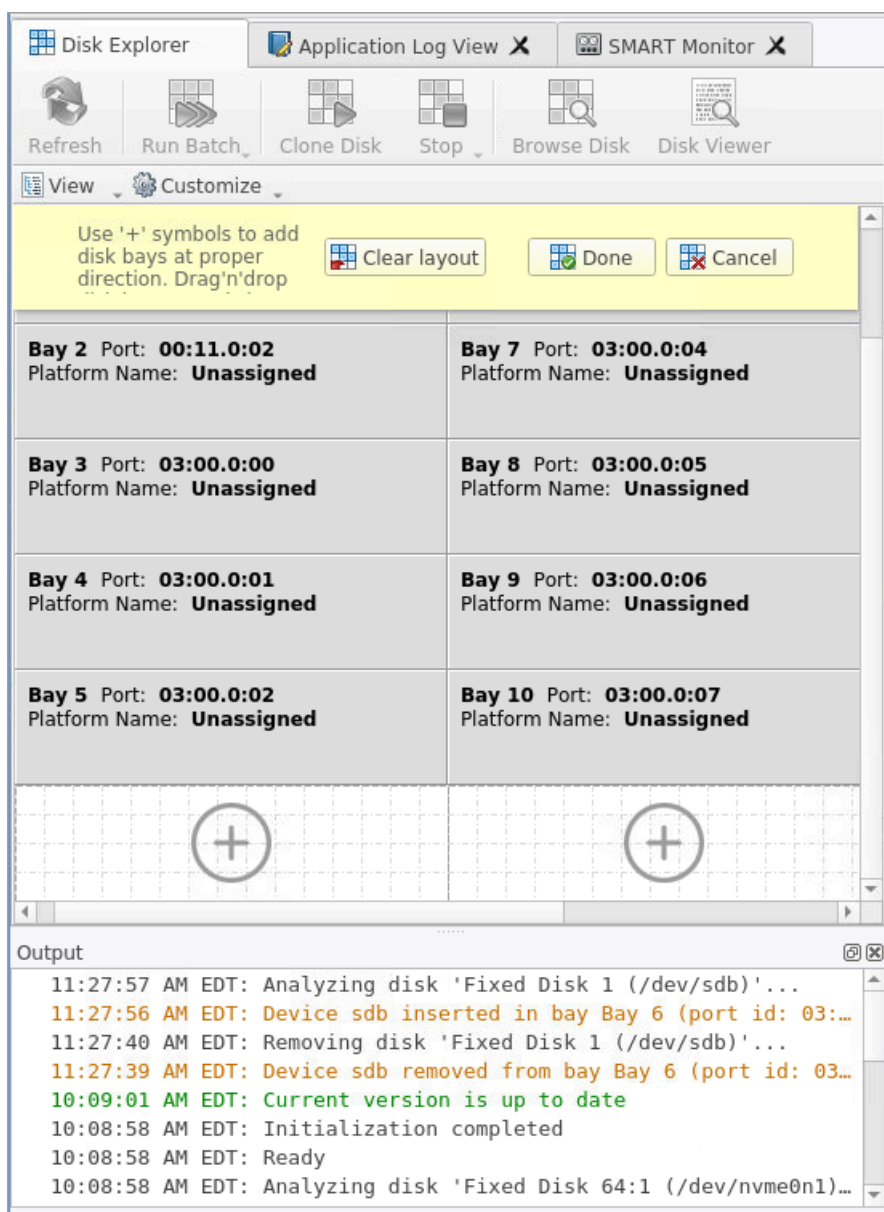 Disk Explorer
Application Log View
SMART Monitor
Refresh
Run Batch
Clone Disk
Stop
Browse Disk
Disk Viewer
View
Customize
Use '+' symbols to add
disk bays at proper
direction. Drag'n'drop
Clear layout
Done
Cancel
Bay 2 Port: 00:11.0:02
Platform Name: Unassigned
Bay 7 Port: 03:00.0:04
Platform Name: Unassigned
Bay 3 Port: 03:00.0:00
Platform Name: Unassigned
Bay 8 Port: 03:00.0:05
Platform Name: Unassigned
Bay 4 Port: 03:00.0:01
Platform Name: Unassigned
Bay 9 Port: 03:00.0:06
Platform Name: Unassigned
Bay 5 Port: 03:00.0:02
Platform Name: Unassigned
Bay 10 Port: 03:00.0:07
Platform Name: Unassigned
Output
11:27:57 AM EDT: Analyzing disk 'Fixed Disk 1 (/dev/sdb)'...
11:27:56 AM EDT: Device sdb inserted in bay Bay 6 (port id: 03:…
11:27:40 AM EDT: Removing disk 'Fixed Disk 1 (/dev/sdb)'...
11:27:39 AM EDT: Device sdb removed from bay Bay 6 (port id: 03…
10:09:01 AM EDT: Current version is up to date
10:08:58 AM EDT: Initialization completed
10:08:58 AM EDT: Ready
10:08:58 AM EDT: Analyzing disk 'Fixed Disk 64:1 (/dev/nvme0n1)…